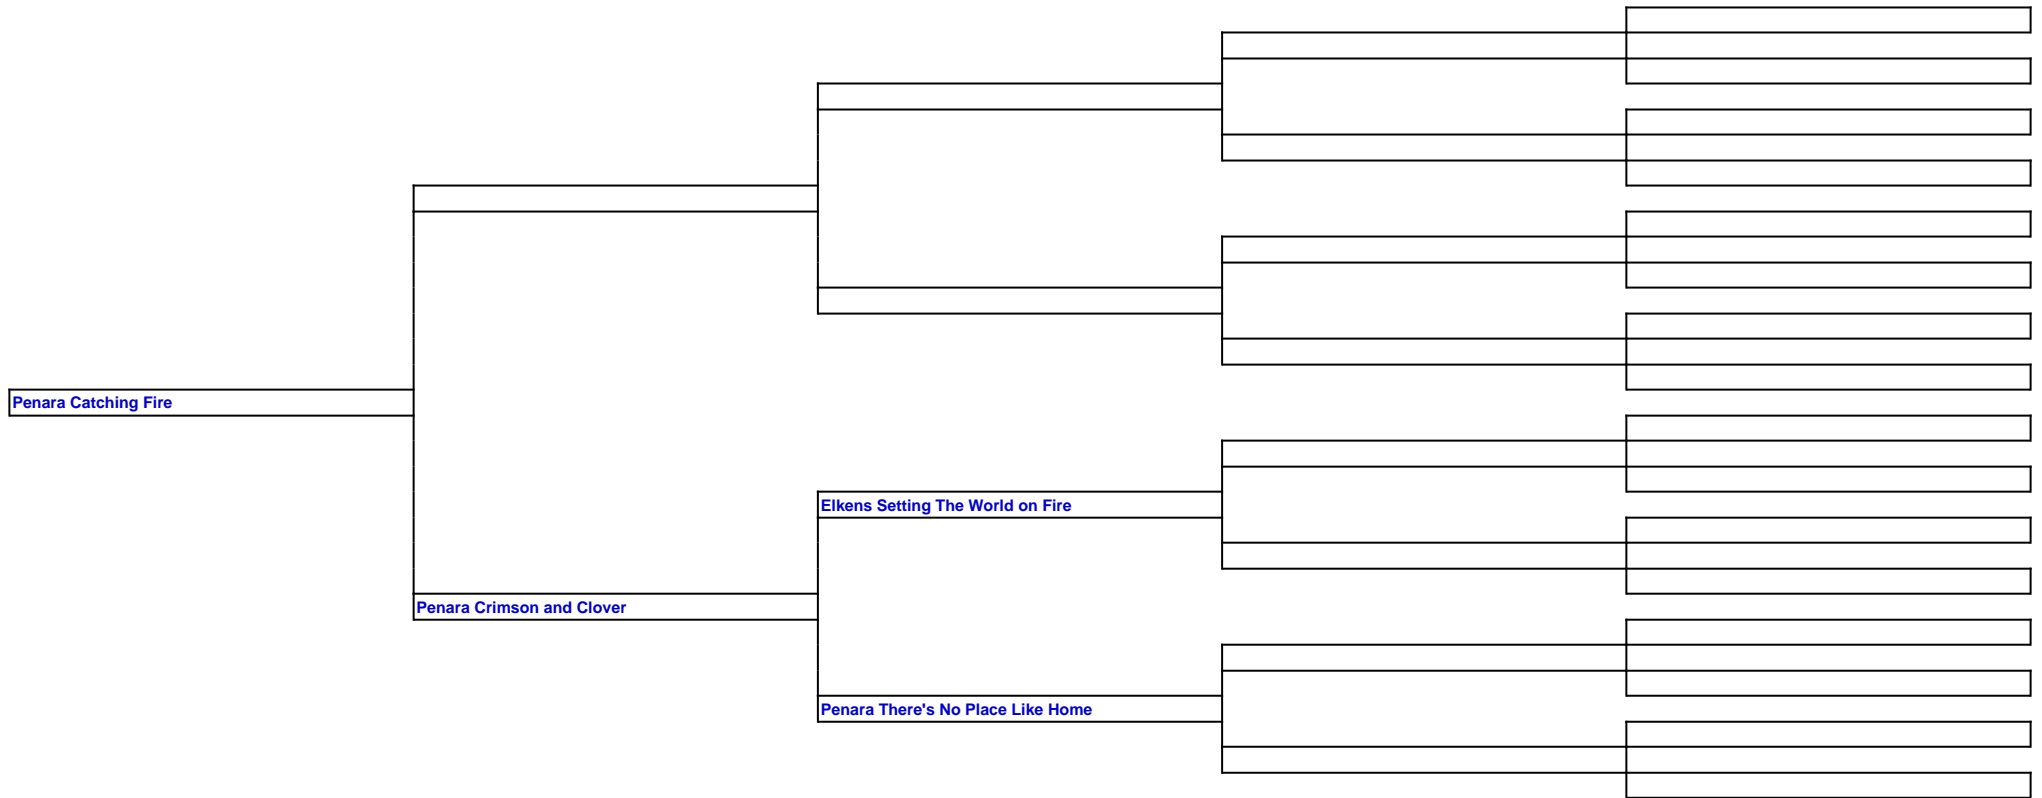 Penara Catching Fire
Elkens Setting The World on Fire
Penara Crimson and Clover
Penara There's No Place Like Home